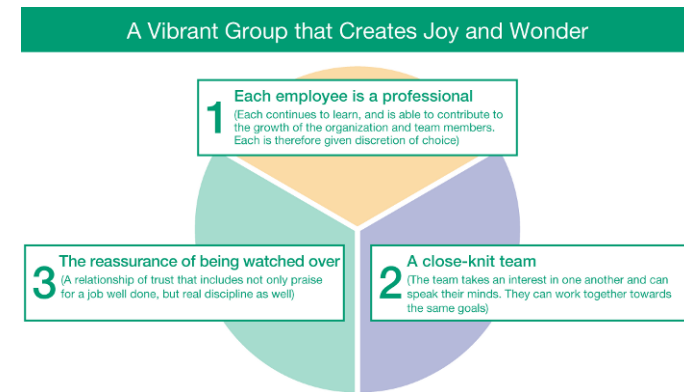 A Vibrant Group that Creates Joy and Wonder
1
Each employee is a professional
(Each continues to learn, and is able to contribute to
the growth of the organization and team members.
Each is therefore given discretion of choice)
3
The reassurance of being watched over
(A relationship of trust that includes not only praise
for a job well done, but real discipline as well)
2
A close-knit team
(The team takes an interest in one another and can
speak their minds. They can work together towards
the same goals)